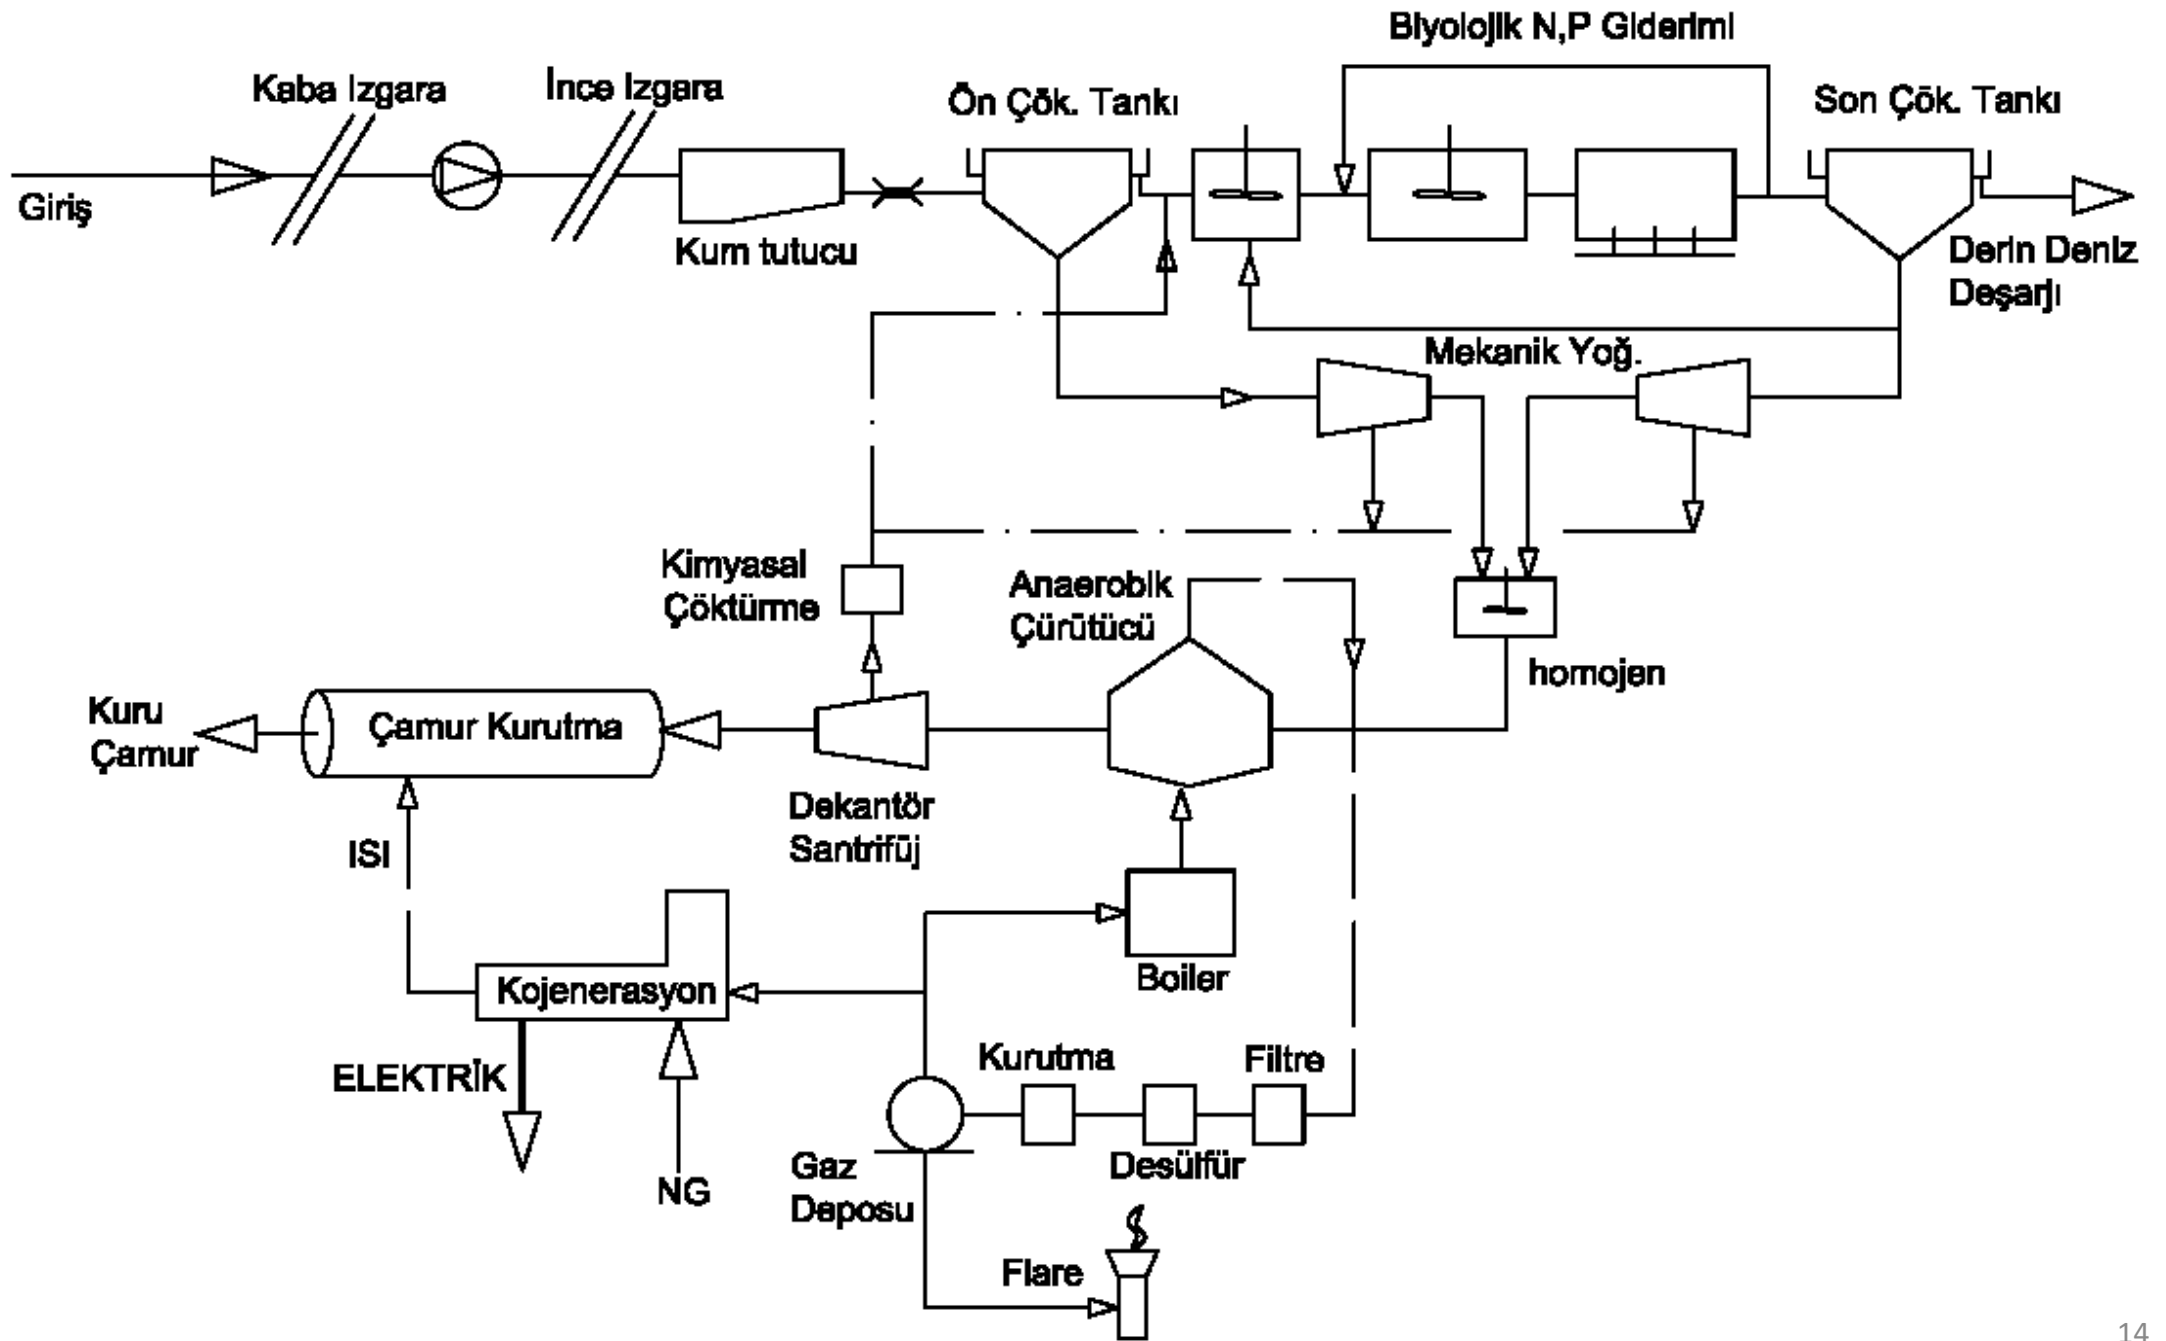 Biyolojik N,P Giderimi
Kaba Izgara
İnce Izgara
Ön Çök. Tankı
Son Çök. Tankı
Giriş
Kum tutucu
Derin Deniz
Deşarjı
Mekanik Yoğ.
Kimyasal
Çöktürme
Anaerobik
Çürütücü
homojen
Kuru
Çamur
Çamur Kurutma
Dekantör
Santrifüj
ISI
Boiler
Kojenerasyon
ELEKTRİK
NG
Kurutma
Filtre
Desülfür
Gaz
Deposu
Flare
14